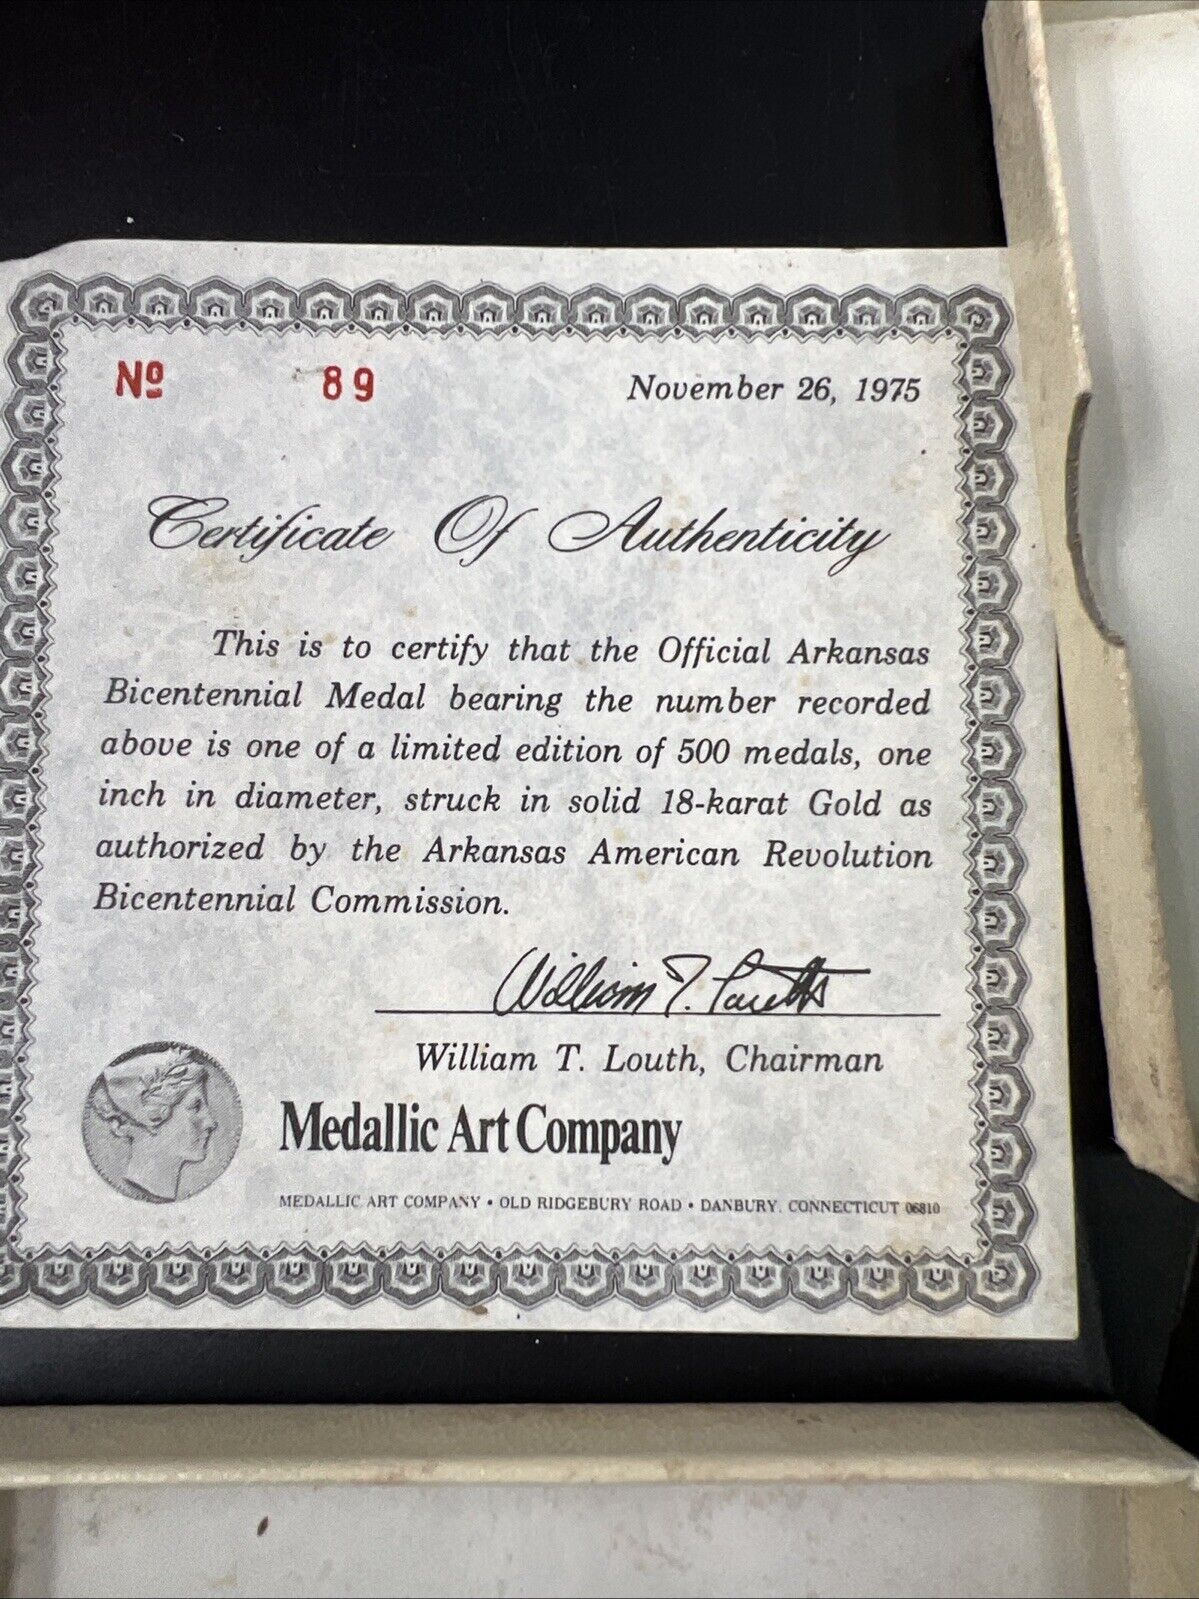 Nº 89 November 26, 1975
Certificate Of Authenticity
This is to certify that the Official Arkansas
Bicentennial Medal bearing the number recorded
above is one of a limited edition of 500 medals, one
inch in diameter, struck in solid 18-karat Gold as
authorized by the Arkansas American Revolution
Bicentennial Commission.
William T. Louth
William T. Louth, Chairman
Medallic Art Company
MEDALLIC ART COMPANY • OLD RIDGEBURY ROAD • DANBURY, CONNECTICUT 06810